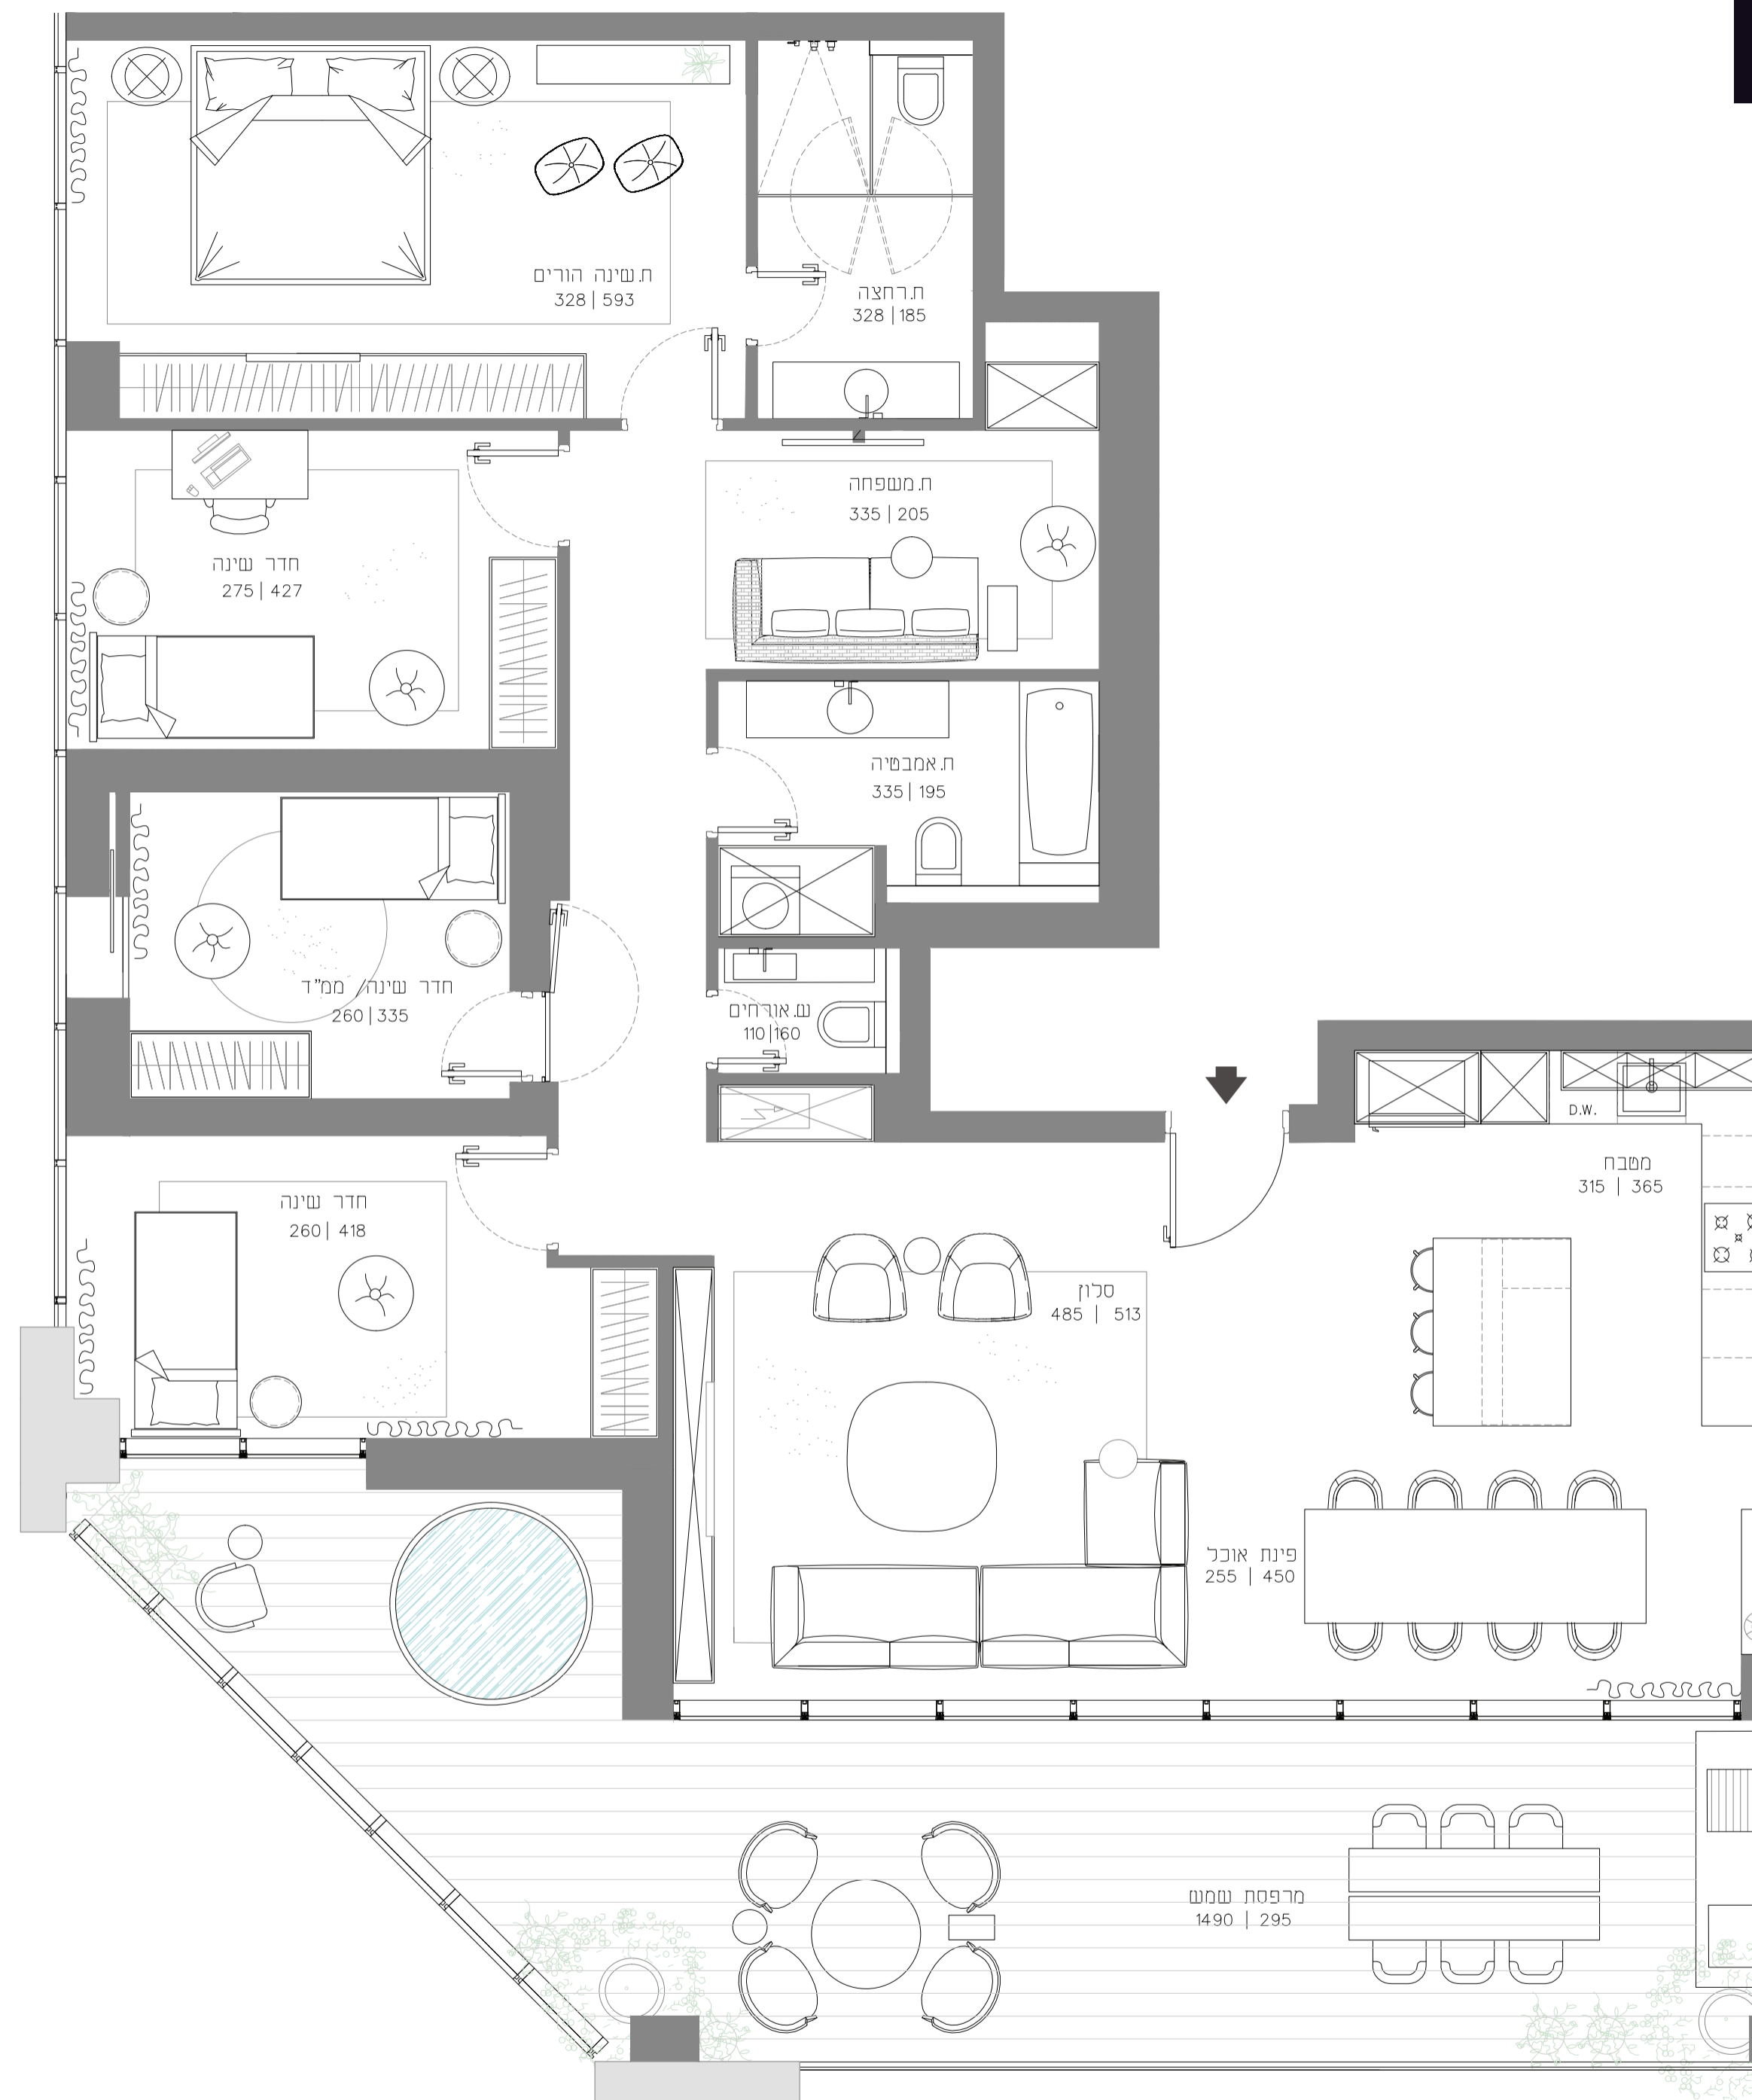 ח.שינה הורים
328 | 593
ח.רחצה
328 | 185
ח.משפחה
335 | 205
חדר שינה
275 | 427
ח.אמבטיה
335 | 195
חדר שינה/ ממ"ד
260 | 335
ש.אורחים
110 | 160
D.W.
מטבח
315 | 365
חדר שינה
260 | 418
סלון
485 | 513
פינת אוכל
255 | 450
מרפסת שמש
1490 | 295